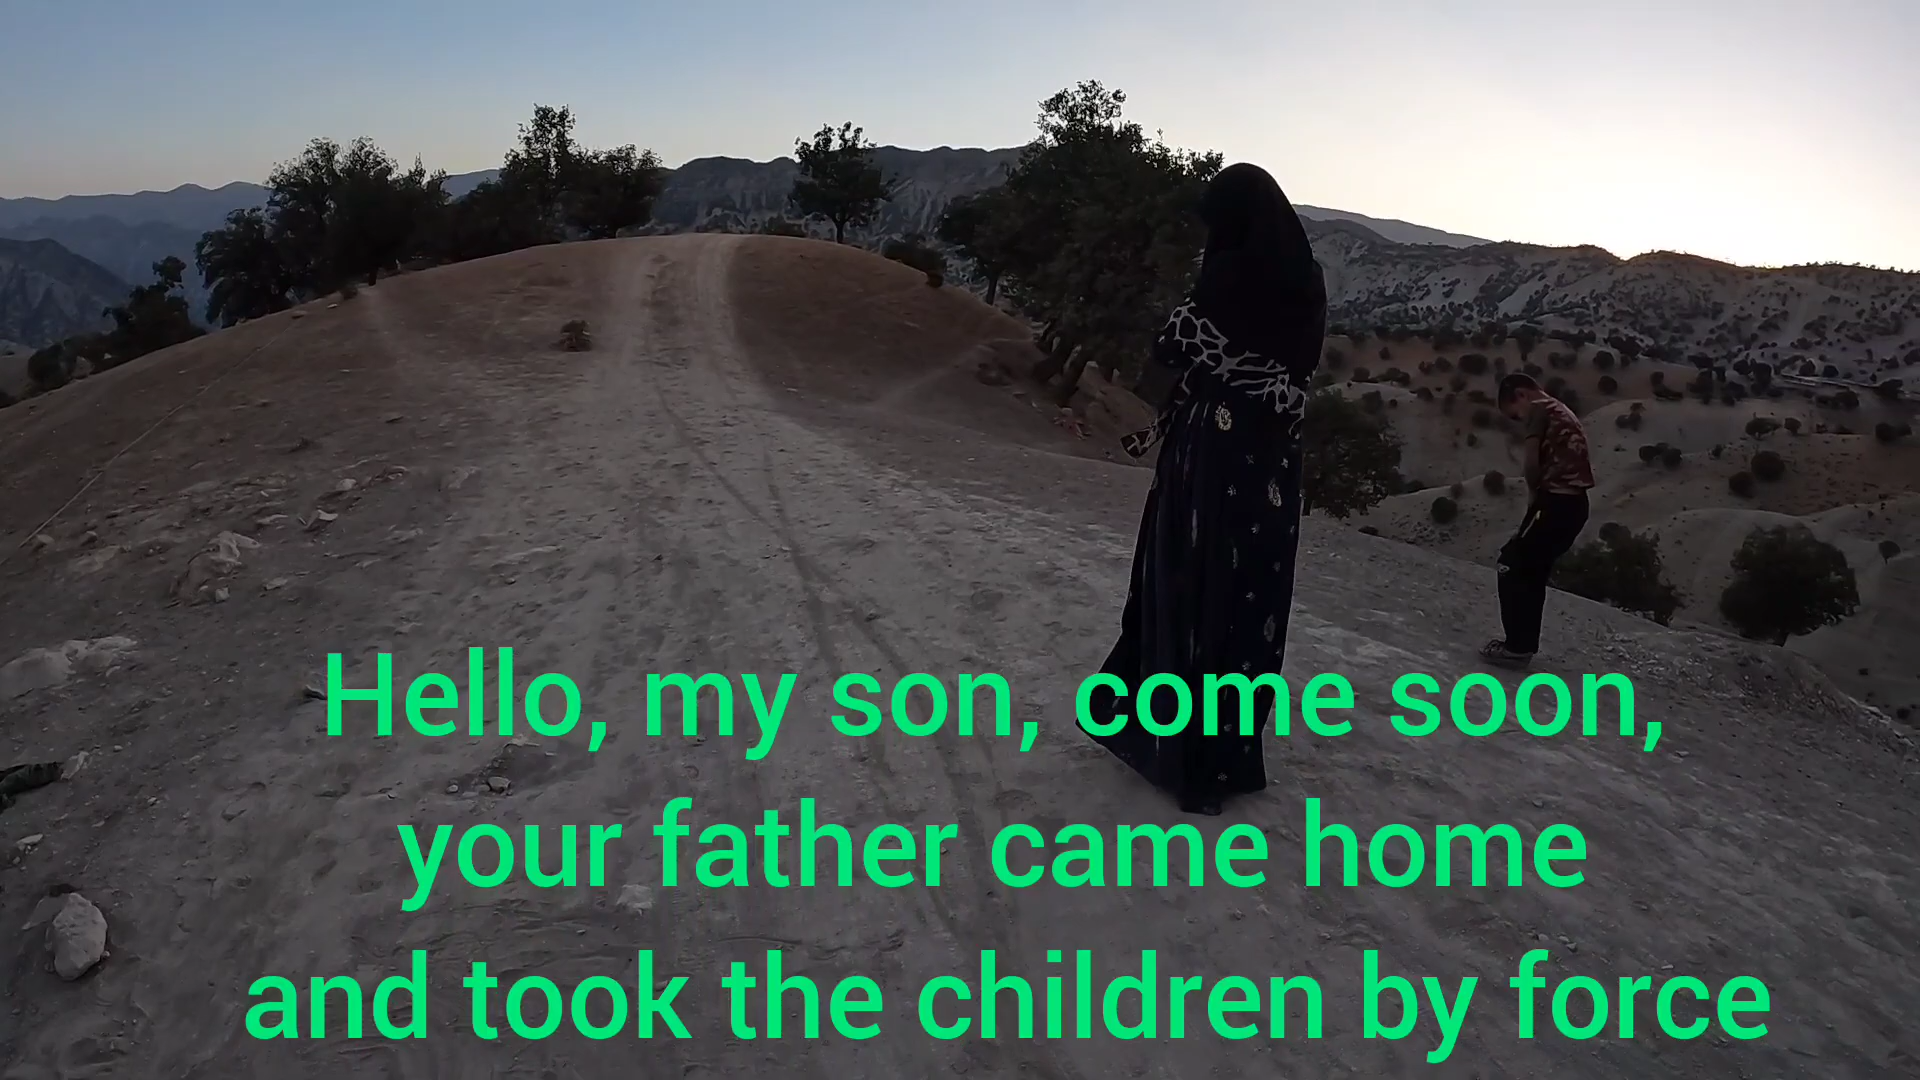 Hello, my son, come soon,
your father came home
and took the children by force